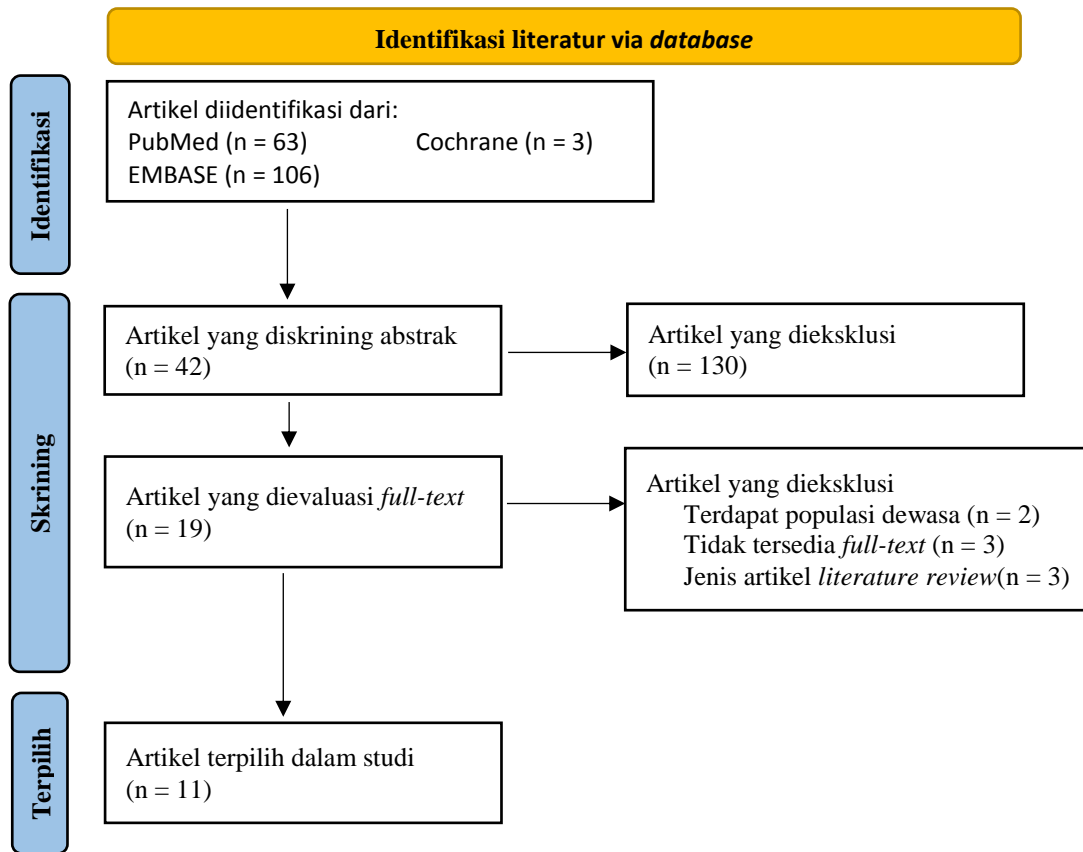 Identifikasi literatur via database
Identifikasi
Artikel diidentifikasi dari:
PubMed (n = 63) Cochrane (n = 3)
EMBASE (n = 106)
Skrining
Artikel yang diskrining abstrak
(n = 42)
Artikel yang dieksklusi
(n = 130)
Artikel yang dievaluasi full-text
(n = 19)
Artikel yang dieksklusi
Terdapat populasi dewasa (n = 2)
Tidak tersedia full-text (n = 3)
Jenis artikel literature review(n = 3)
Terpilih
Artikel terpilih dalam studi
(n = 11)